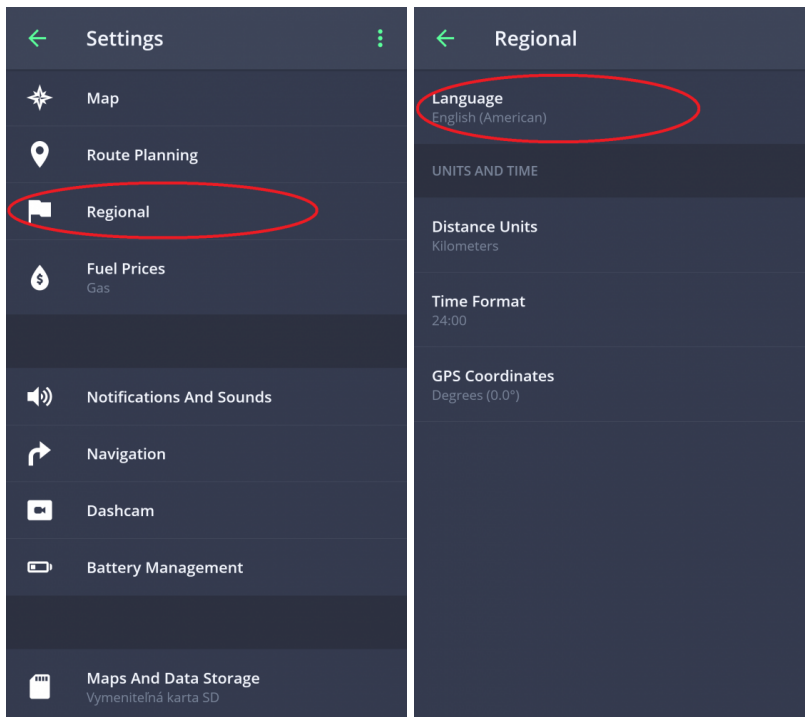 Settings
Map
Route Planning
Regional
Fuel Prices
Gas
Notifications And Sounds
Navigation
Dashcam
Battery Management
Maps And Data Storage
Vymeniteľná karta SD
Regional
Language
English (American)
UNITS AND TIME
Distance Units
Kilometers
Time Format
24:00
GPS Coordinates
Degrees (0.0°)